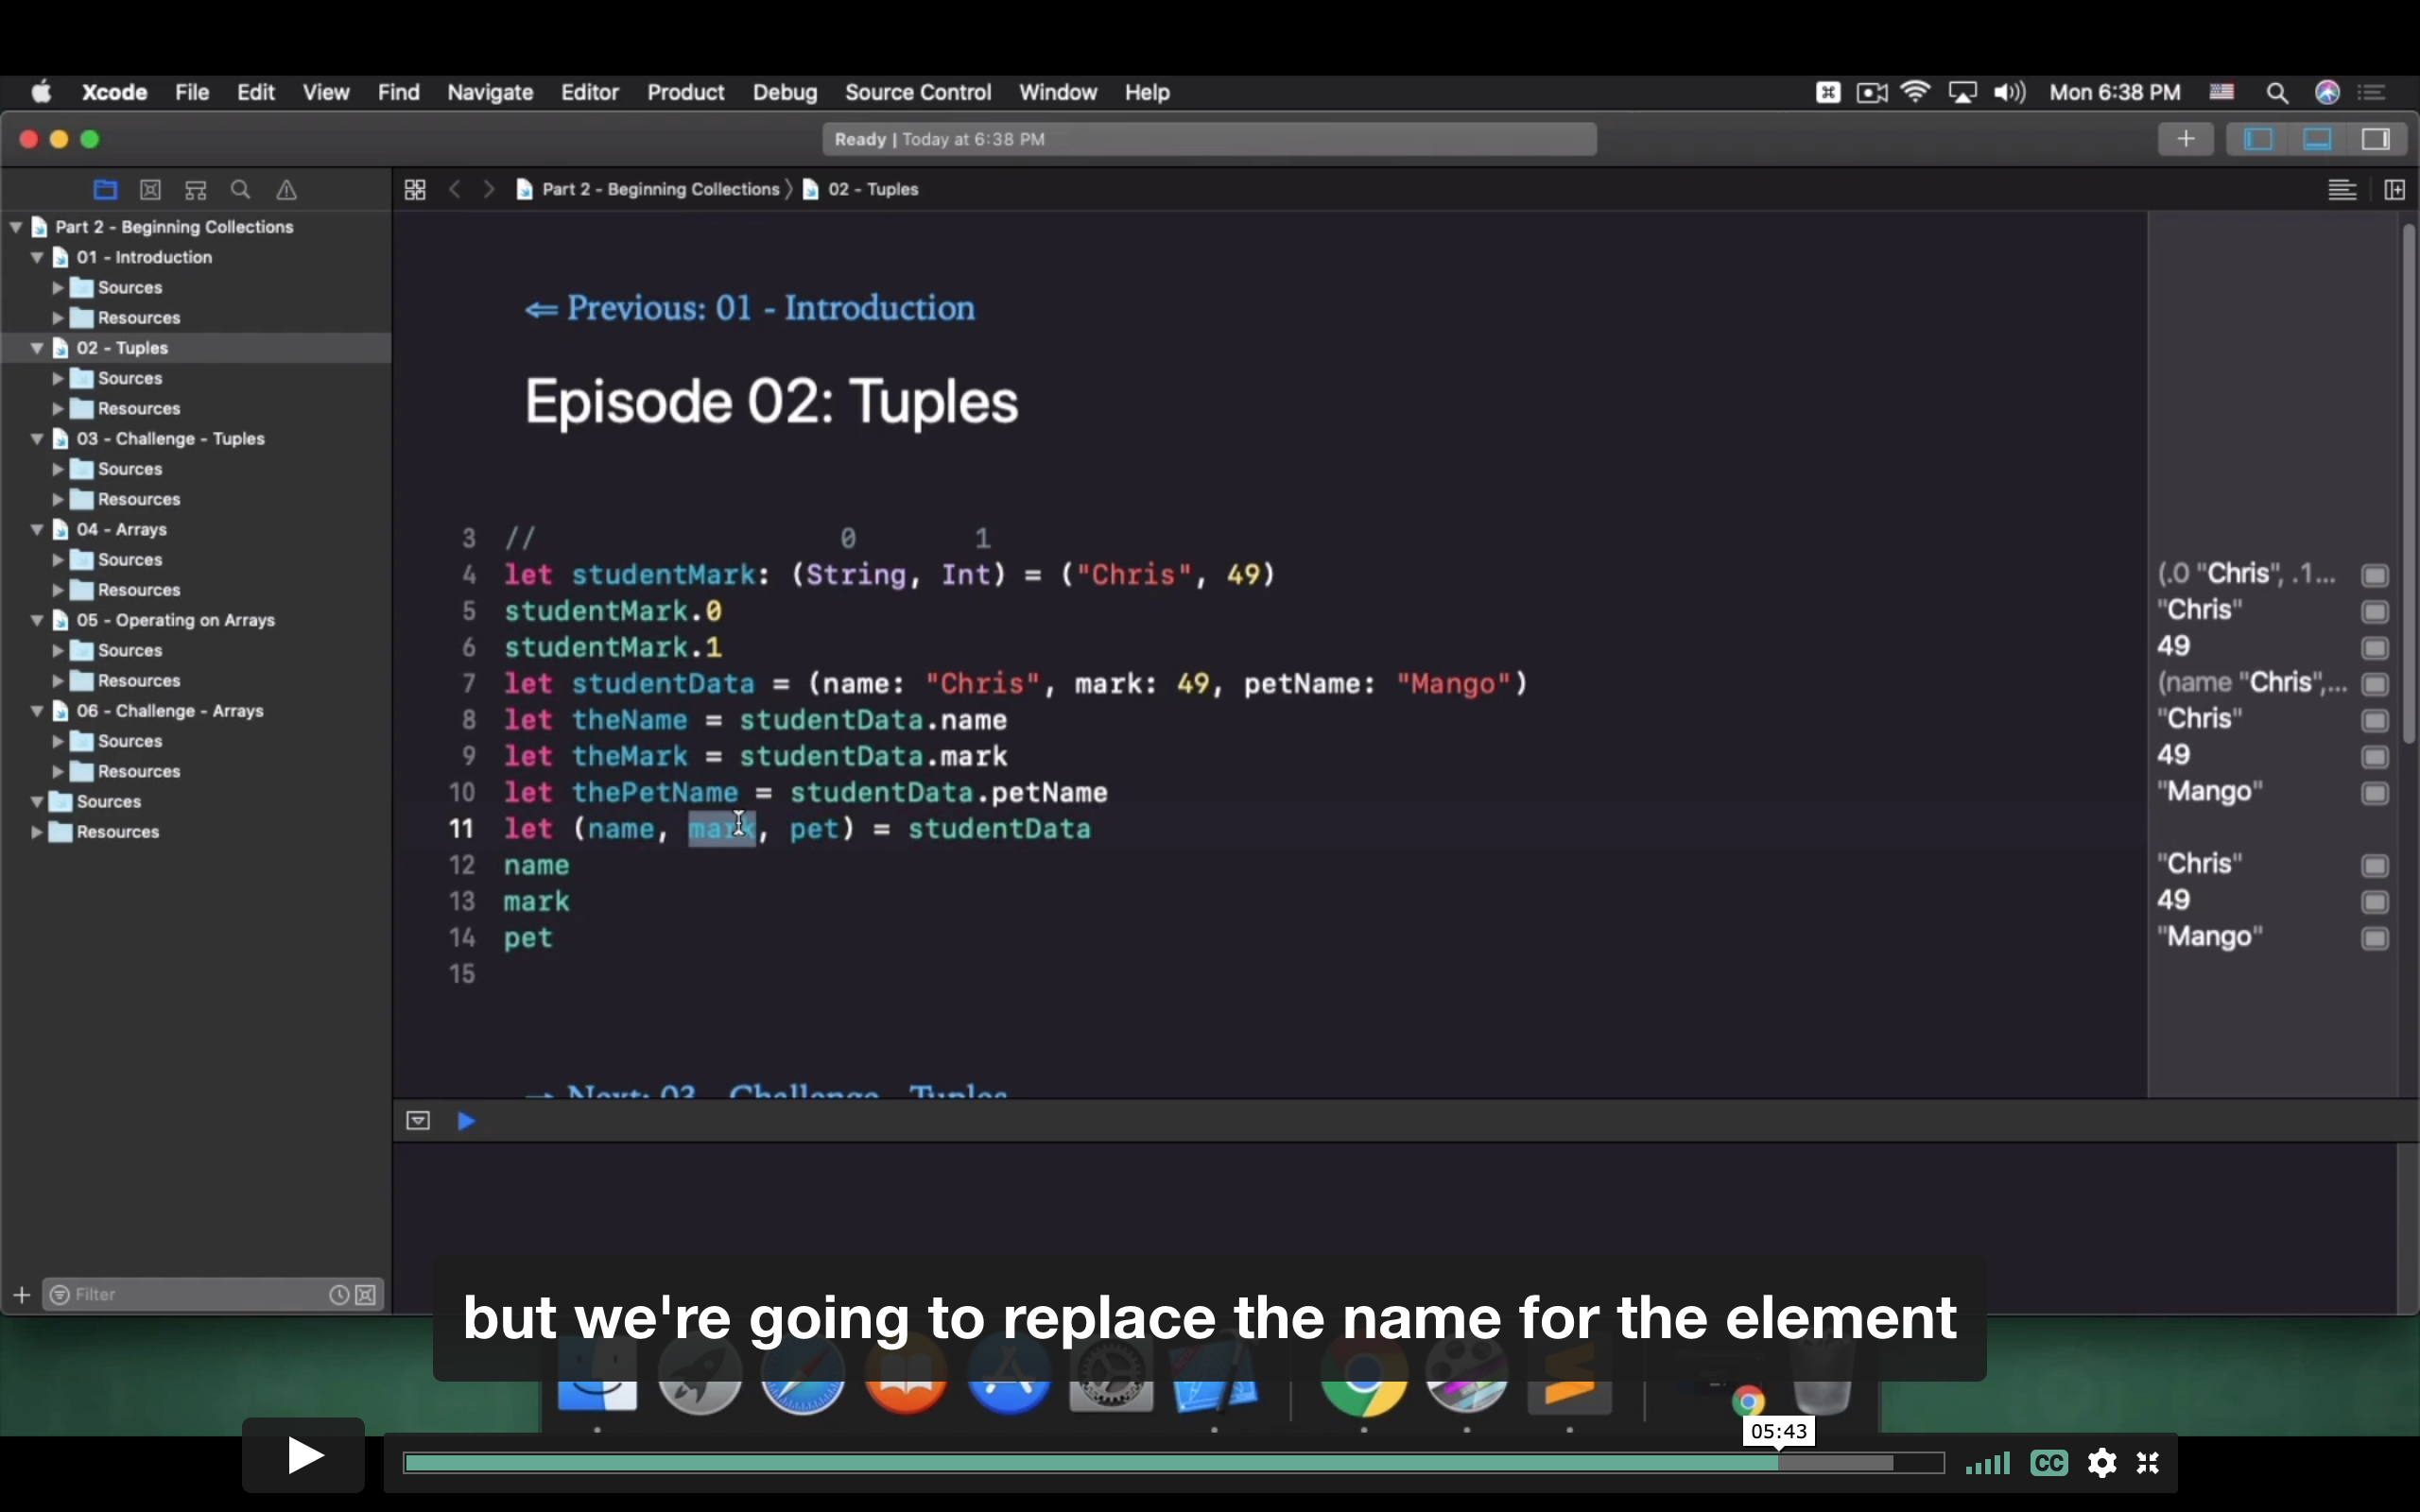 Xcode File Edit View Find Navigate Editor Product Debug Source Control Window Help Mon 6:38 PM
Ready | Today at 6:38 PM
Part 2 - Beginning Collections 02 - Tuples
Part 2 - Beginning Collections
01 - Introduction
Sources
Resources
02 - Tuples
Sources
Resources
03 - Challenge - Tuples
Sources
Resources
04 - Arrays
Sources
Resources
05 - Operating on Arrays
Sources
Resources
06 - Challenge - Arrays
Sources
Resources
Sources
Resources
Filter
⇐ Previous: 01 - Introduction
Episode 02: Tuples
3 // 0 1
4 let studentMark: (String, Int) = ("Chris", 49)
5 studentMark.0
6 studentMark.1
7 let studentData = (name: "Chris", mark: 49, petName: "Mango")
8 let theName = studentData.name
9 let theMark = studentData.mark
10 let thePetName = studentData.petName
11 let (name, mark, pet) = studentData
12 name
13 mark
14 pet
15
Next: 03 - Challenge - Tuples
(.0 "Chris", .1...
"Chris"
49
(name "Chris",...
"Chris"
49
"Mango"
"Chris"
49
"Mango"
but we're going to replace the name for the element
05:43
CC